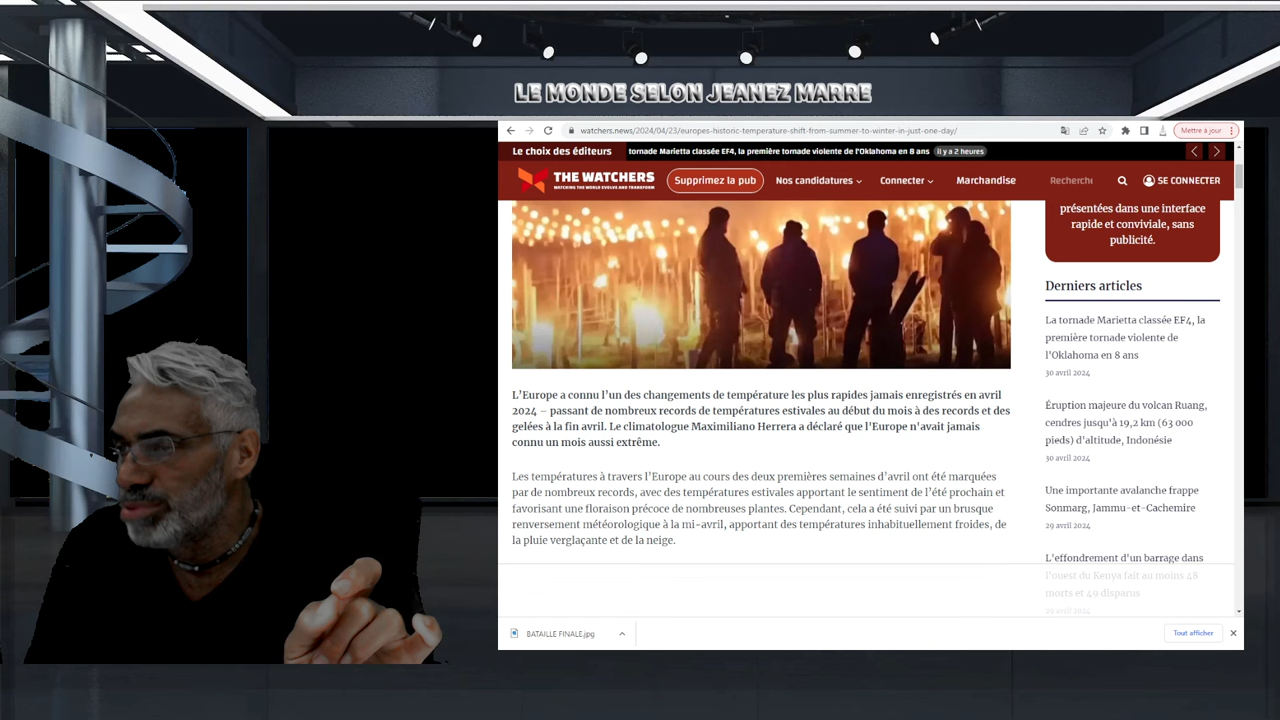 LE MONDE SELON JEANEZ MARRE
watchers.news/2024/04/23/europes-historic-temperature-shift-from-summer-to-winter-in-just-one-day/
Mettre à jour
Le choix des éditeurs
tornade Marietta classée EF4, la première tornade violente de l'Oklahoma en 8 ans il y a 2 heures
THE WATCHERS
WATCHING THE WORLD EVOLVE AND TRANSFORM
Supprimez la pub
Nos candidatures
Connecter
Marchandise
Recherche
SE CONNECTER
présentées dans une interface
rapide et conviviale, sans
publicité.
L'Europe a connu l'un des changements de température les plus rapides jamais enregistrés en avril
2024 – passant de nombreux records de températures estivales au début du mois à des records et des
gelées à la fin avril. Le climatologue Maximiliano Herrera a déclaré que l'Europe n'avait jamais
connu un mois aussi extrême.
Les températures à travers l'Europe au cours des deux premières semaines d'avril ont été marquées
par de nombreux records, avec des températures estivales apportant le sentiment de l'été prochain et
favorisant une floraison précoce de nombreuses plantes. Cependant, cela a été suivi par un brusque
renversement météorologique à la mi-avril, apportant des températures inhabituellement froides, de
la pluie verglaçante et de la neige.
Derniers articles
La tornade Marietta classée EF4, la
première tornade violente de
l'Oklahoma en 8 ans
30 avril 2024
Éruption majeure du volcan Ruang,
cendres jusqu'à 19,2 km (63 000
pieds) d'altitude, Indonésie
30 avril 2024
Une importante avalanche frappe
Sonmarg, Jammu-et-Cachemire
29 avril 2024
L'effondrement d'un barrage dans
l'ouest du Kenya fait au moins 48
morts et 49 disparus
29 avril 2024
BATAILLE FINALE.jpg
Tout afficher